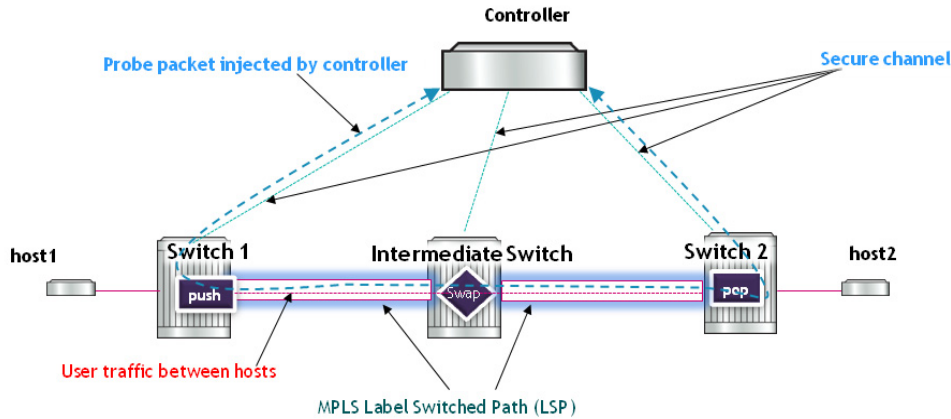 Controller
Probe packet injected by controller
Secure channel
host1
Switch 1
Intermediate Switch
Switch 2
host2
push
Swap
pop
User traffic between hosts
MPLS Label Switched Path (LSP)